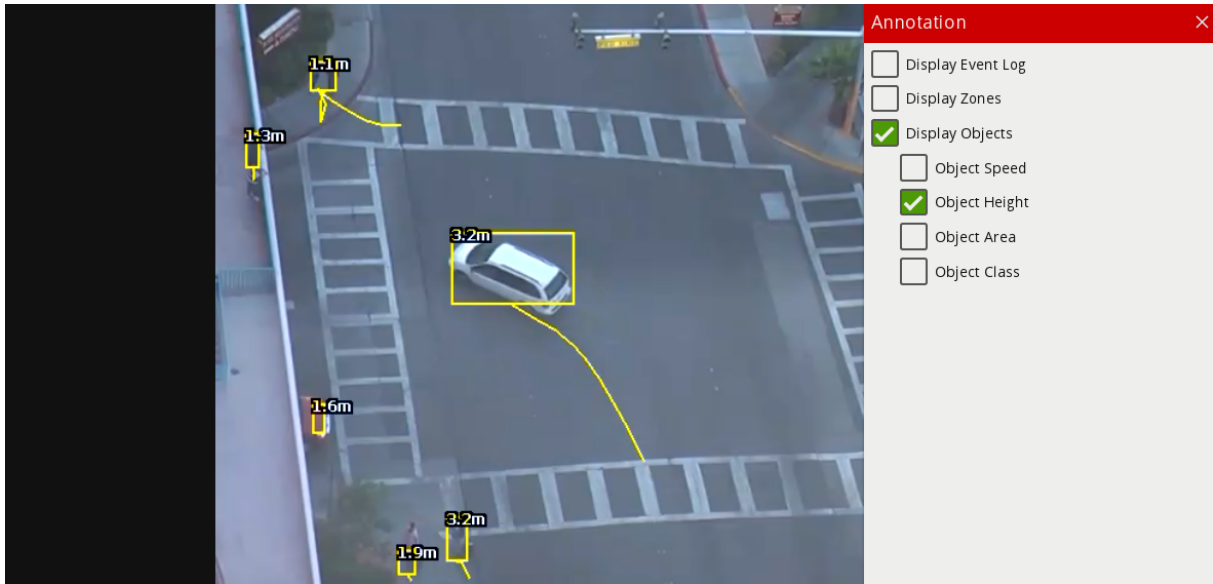 Annotation
Display Event Log
Display Zones
Display Objects
Object Speed
Object Height
Object Area
Object Class
1.1m
1.3m
3.2m
1.6m
3.2m
1.9m